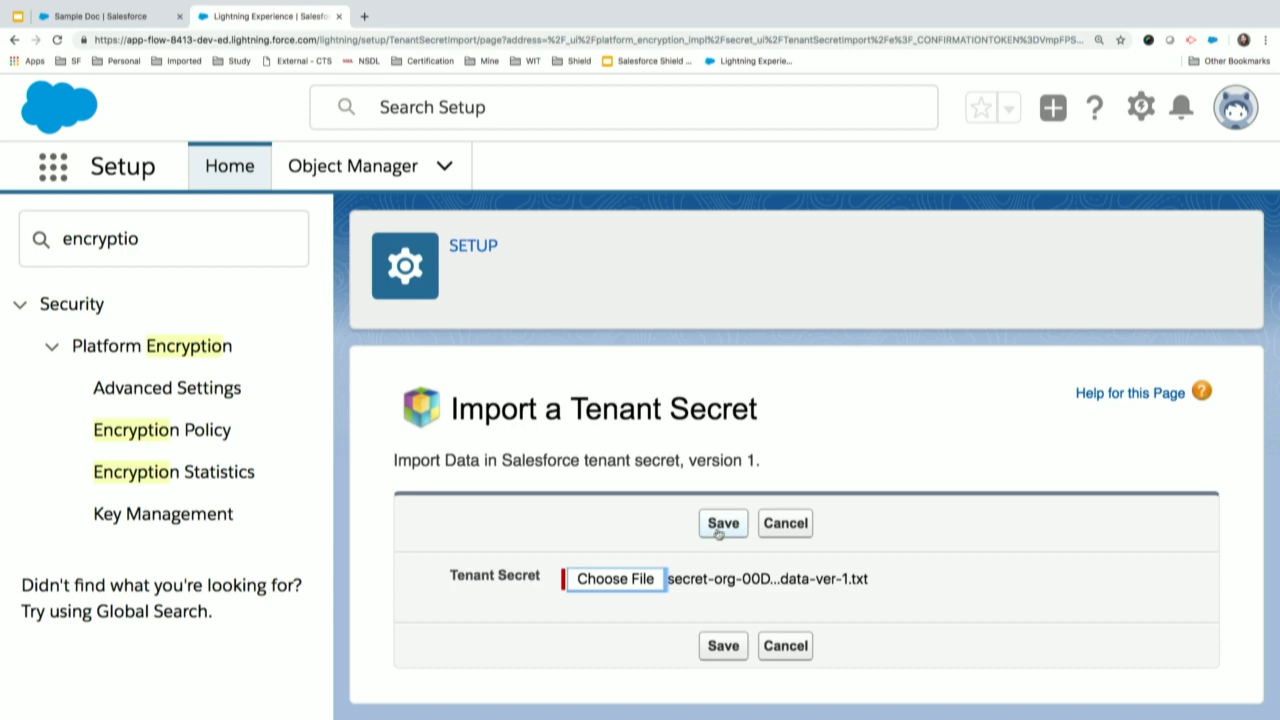 Sample Doc | Salesforce
Lightning Experience | Salesfo
https://app-flow-8413-dev-ed.lightning.force.com/lightning/setup/TenantSecretImport/page?address=%2F_ui%2Fplatform_encryption_impl%2Fsecret_ui%2FTenantSecretImport%2Fe%3F_CONFIRMATIONTOKEN%3DVmpFPS...
Apps SF Personal Imported Study External - CTS NSDL Certification Mine WIT Shield Salesforce Shield ... Lightning Experie... Other Bookmarks
Search Setup
Setup Home Object Manager
encryptio
SETUP
Security
Platform Encryption
Advanced Settings
Encryption Policy
Encryption Statistics
Key Management
Didn't find what you're looking for?
Try using Global Search.
Help for this Page
Import a Tenant Secret
Import Data in Salesforce tenant secret, version 1.
Save Cancel
Tenant Secret Choose File secret-org-00D...data-ver-1.txt
Save Cancel